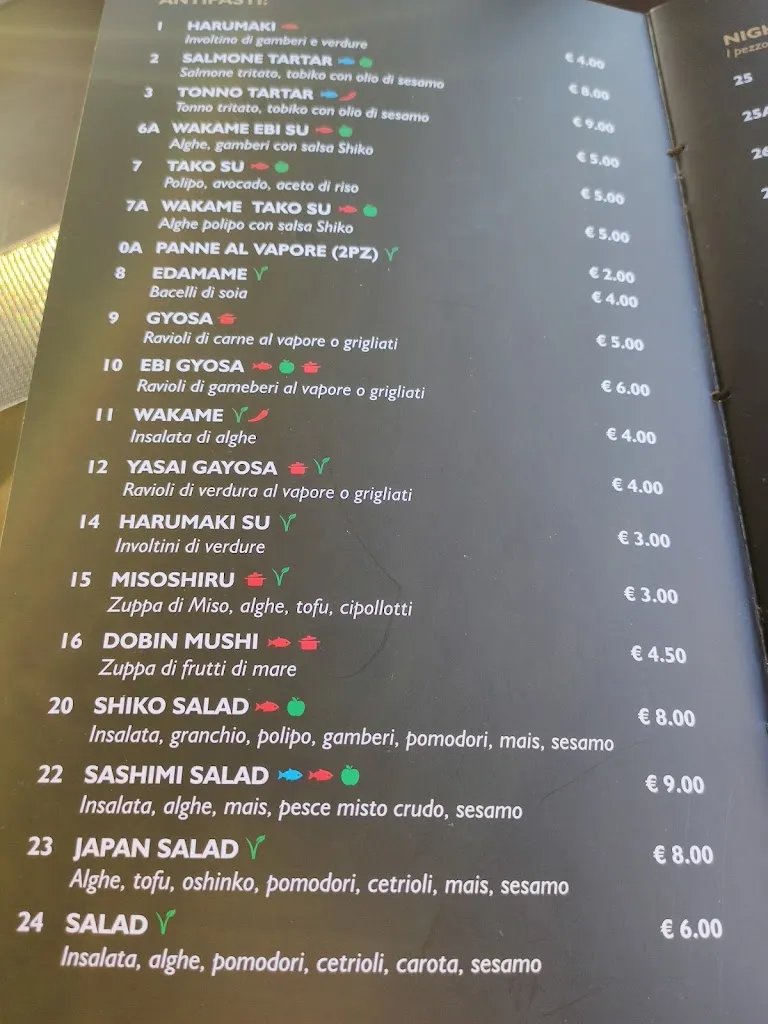 ANTIPASTI:
1 HARUMAKI
Involtino di gamberi e verdure
€ 4.00
2 SALMONE TARTAR
Salmone tritato, tobiko con olio di sesamo
€ 8.00
3 TONNO TARTAR
Tonno tritato, tobiko con olio di sesamo
€ 9.00
6A WAKAME EBI SU
Alghe, gamberi con salsa Shiko
€ 5.00
7 TAKO SU
Polipo, avocado, aceto di riso
€ 5.00
7A WAKAME TAKO SU
Alghe polipo con salsa Shiko
€ 5.00
0A PANNE AL VAPORE (2PZ)
€ 2.00
8 EDAMAME
Bacelli di soia
€ 4.00
9 GYOSA
Ravioli di carne al vapore o grigliati
€ 5.00
10 EBI GYOSA
Ravioli di gameberi al vapore o grigliati
€ 6.00
11 WAKAME
Insalata di alghe
€ 4.00
12 YASAI GAYOSA
Ravioli di verdura al vapore o grigliati
€ 4.00
14 HARUMAKI SU
Involtini di verdure
€ 3.00
15 MISOSHIRU
Zuppa di Miso, alghe, tofu, cipollotti
€ 3.00
16 DOBIN MUSHI
Zuppa di frutti di mare
€ 4.50
20 SHIKO SALAD
Insalata, granchio, polipo, gamberi, pomodori, mais, sesamo
€ 8.00
22 SASHIMI SALAD
Insalata, alghe, mais, pesce misto crudo, sesamo
€ 9.00
23 JAPAN SALAD
Alghe, tofu, oshinko, pomodori, cetrioli, mais, sesamo
€ 8.00
24 SALAD
Insalata, alghe, pomodori, cetrioli, carota, sesamo
€ 6.00
I pezzo
25
25A